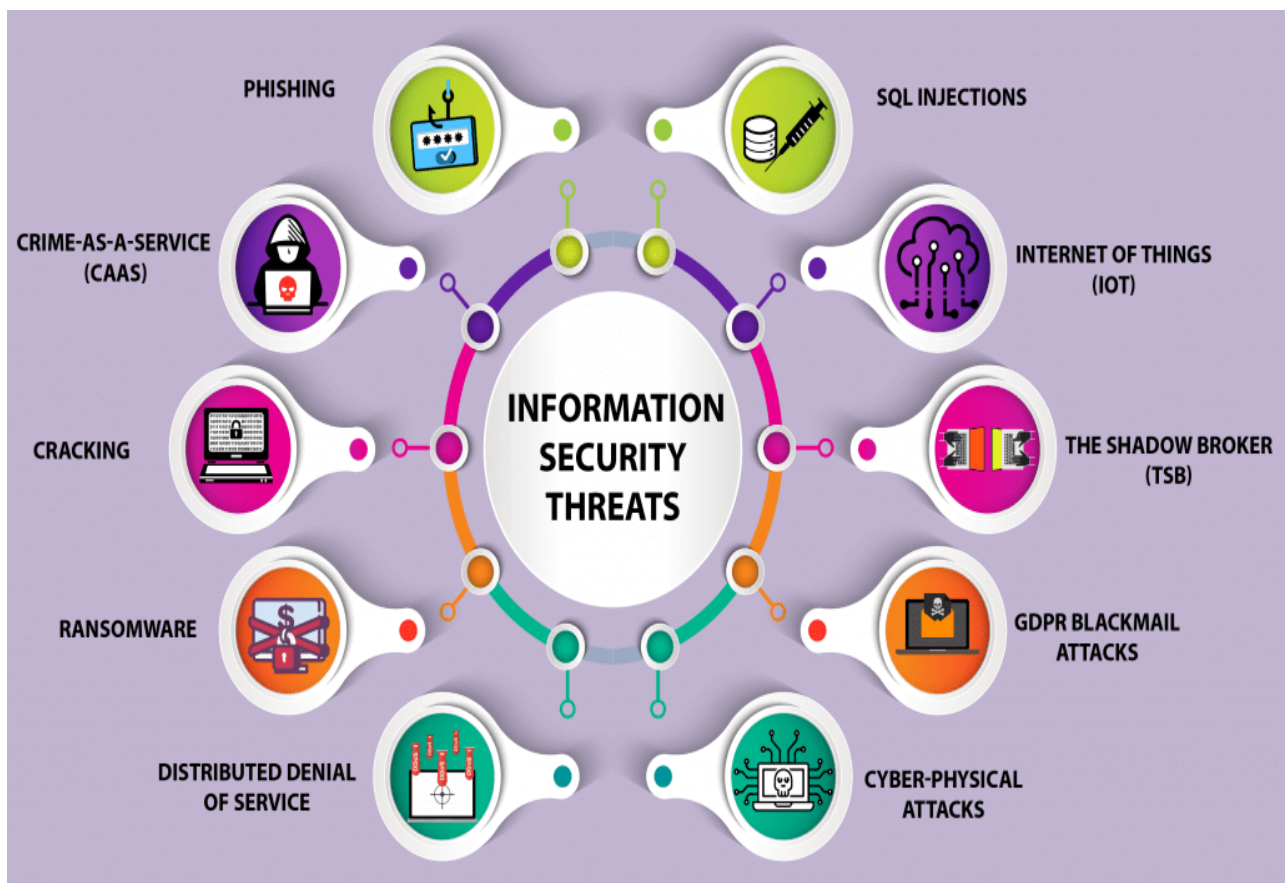 PHISHING
SQL INJECTIONS
CRIME-AS-A-SERVICE
(CAAS)
INTERNET OF THINGS
(IOT)
INFORMATION
SECURITY
THREATS
CRACKING
THE SHADOW BROKER
(TSB)
RANSOMWARE
GDPR BLACKMAIL
ATTACKS
DISTRIBUTED DENIAL
OF SERVICE
CYBER-PHYSICAL
ATTACKS